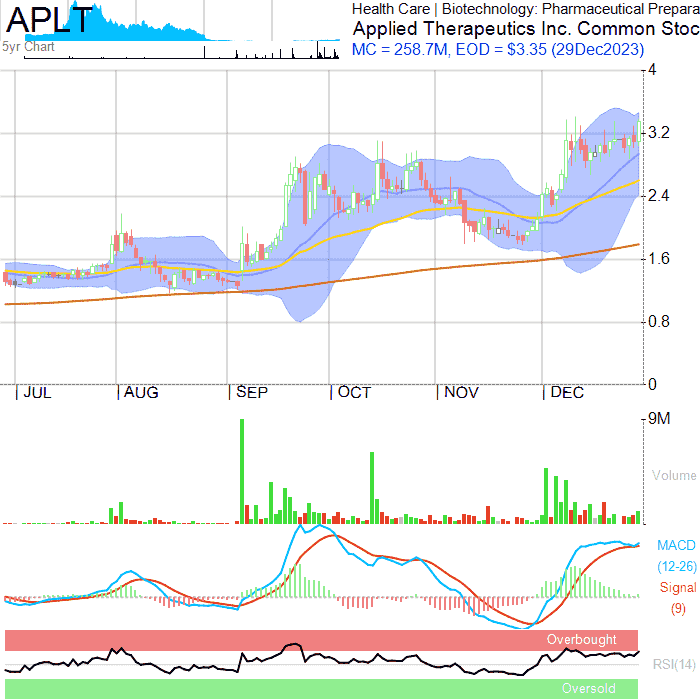 APLT
5yr Chart
Health Care | Biotechnology: Pharmaceutical Prepara
Applied Therapeutics Inc. Common Stoc
MC = 258.7M, EOD = $3.35 (29Dec2023)
4
3.2
2.4
1.6
0.8
0
|JUL |AUG |SEP |OCT |NOV |DEC
9M
Volume
MACD
(12-26)
Signal
(9)
Overbought
RSI(14)
Oversold